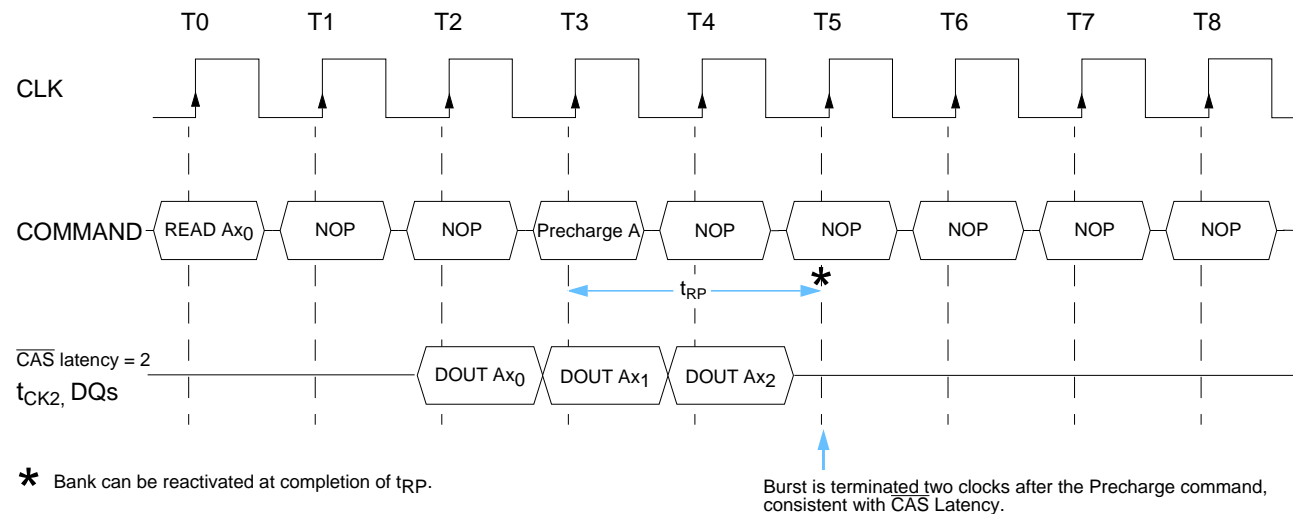 T0 T1 T2 T3 T4 T5 T6 T7 T8
CLK
COMMAND READ Ax0 NOP NOP Precharge A NOP NOP NOP NOP NOP
tRP *
CAS latency = 2
tCK2, DQs DOUT Ax0 DOUT Ax1 DOUT Ax2
* Bank can be reactivated at completion of tRP.
Burst is terminated two clocks after the Precharge command,
consistent with CAS Latency.